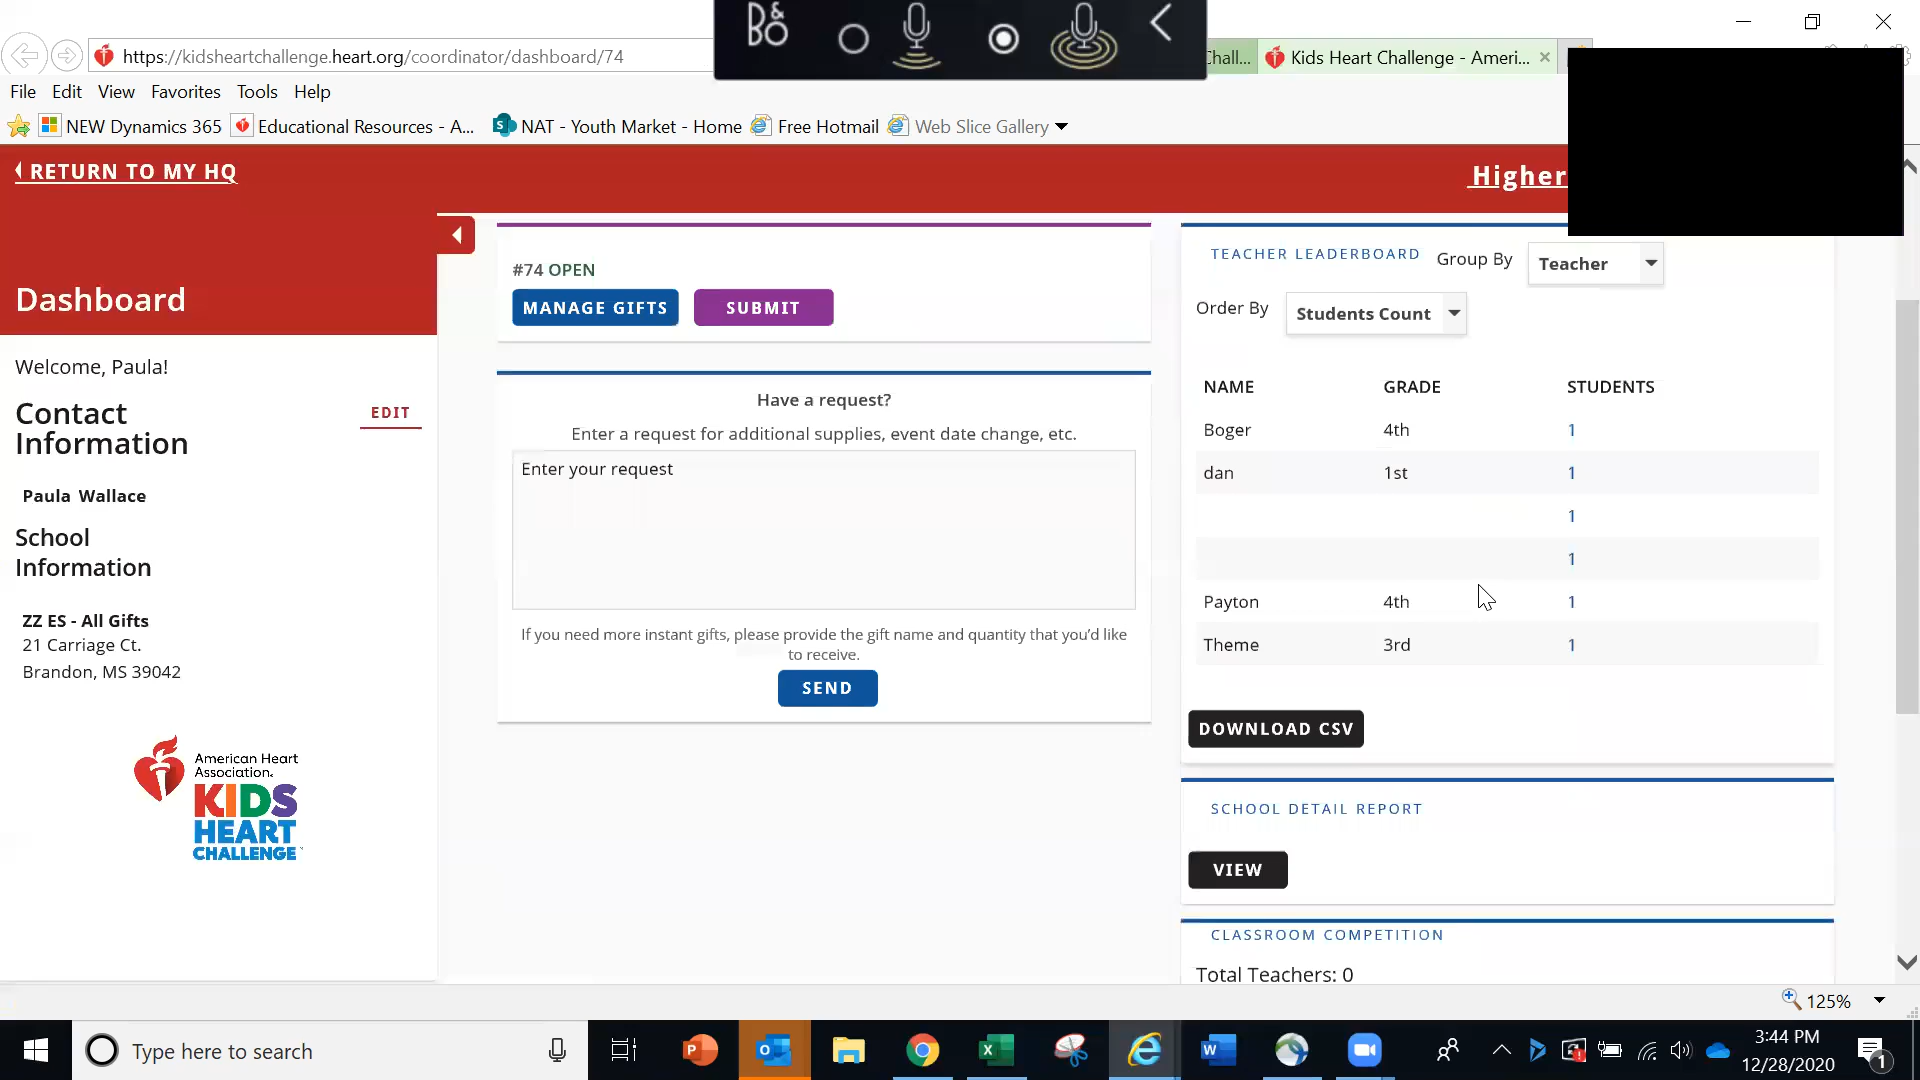 B&O
https://kidsheartchallenge.heart.org/coordinator/dashboard/74
Chall...
Kids Heart Challenge - Ameri...
File Edit View Favorites Tools Help
NEW Dynamics 365
Educational Resources - A...
NAT - Youth Market - Home
Free Hotmail
Web Slice Gallery
RETURN TO MY HQ
Higher
Dashboard
Welcome, Paula!
Contact
Information
EDIT
Paula Wallace
School
Information
ZZ ES - All Gifts
21 Carriage Ct.
Brandon, MS 39042
American Heart
Association.
KIDS
HEART
CHALLENGE
#74 OPEN
MANAGE GIFTS
SUBMIT
Have a request?
Enter a request for additional supplies, event date change, etc.
Enter your request
If you need more instant gifts, please provide the gift name and quantity that you'd like
to receive.
SEND
TEACHER LEADERBOARD
Group By
Teacher
Order By
Students Count
NAME GRADE STUDENTS
Boger 4th 1
dan 1st 1
1
1
Payton 4th 1
Theme 3rd 1
DOWNLOAD CSV
SCHOOL DETAIL REPORT
VIEW
CLASSROOM COMPETITION
Total Teachers: 0
125%
Type here to search
3:44 PM
12/28/2020
1